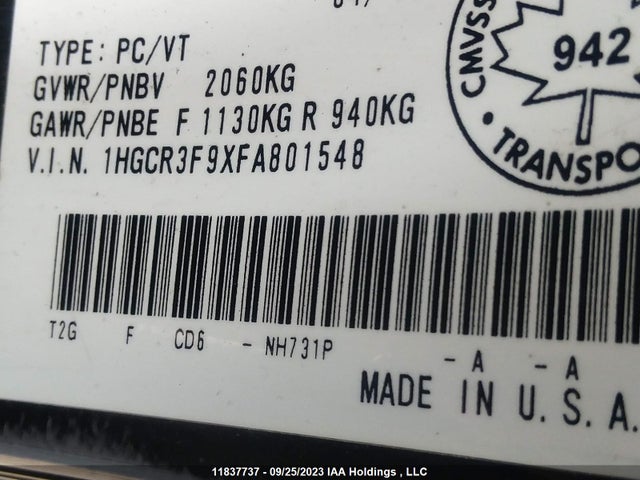 TYPE: PC/VT
GVWR/PNBV 2060KG
GAWR/PNBE F 1130KG R 940KG
V.I.N. 1HGCR3F9XFA801548
CMVSS
942
TRANSPO
T2G F CD6 - NH731P - A - A
MADE IN U.S.A.
11837737 - 09/25/2023 IAA Holdings , LLC